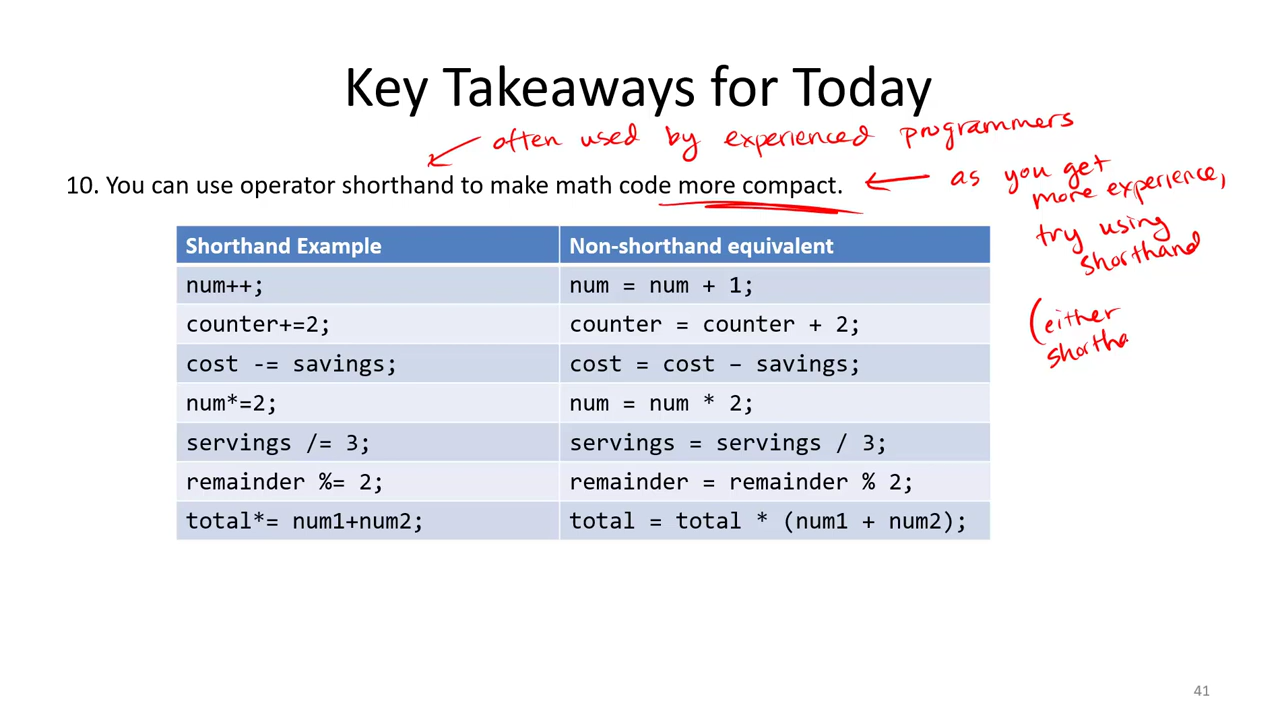 Key Takeaways for Today
often used by experienced programmers
10. You can use operator shorthand to make math code more compact.
as you get
more experience,
try using
shorthand
(either
shortha
Shorthand Example Non-shorthand equivalent
num++; num = num + 1;
counter+=2; counter = counter + 2;
cost -= savings; cost = cost – savings;
num*=2; num = num * 2;
servings /= 3; servings = servings / 3;
remainder %= 2; remainder = remainder % 2;
total*= num1+num2; total = total * (num1 + num2);
41